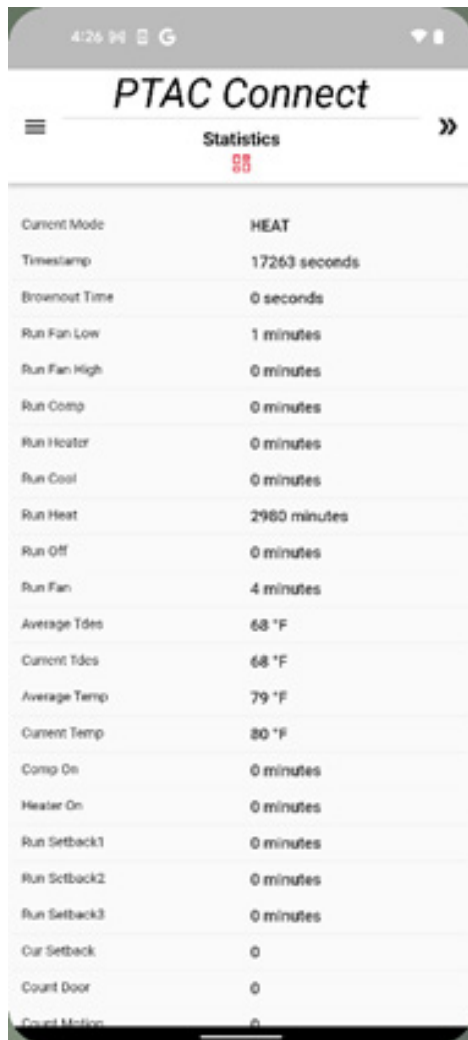 4:26 G
PTAC Connect
Statistics
Current Mode HEAT
Timestamp 17263 seconds
Brownout Time 0 seconds
Run Fan Low 1 minutes
Run Fan High 0 minutes
Run Comp 0 minutes
Run Heater 0 minutes
Run Cool 0 minutes
Run Heat 2980 minutes
Run Off 0 minutes
Run Fan 4 minutes
Average Tdes 68 °F
Current Tdes 68 °F
Average Temp 79 °F
Current Temp 80 °F
Comp On 0 minutes
Heater On 0 minutes
Run Setback1 0 minutes
Run Setback2 0 minutes
Run Setback3 0 minutes
Cur Setback 0
Count Door 0
Count Motion 0